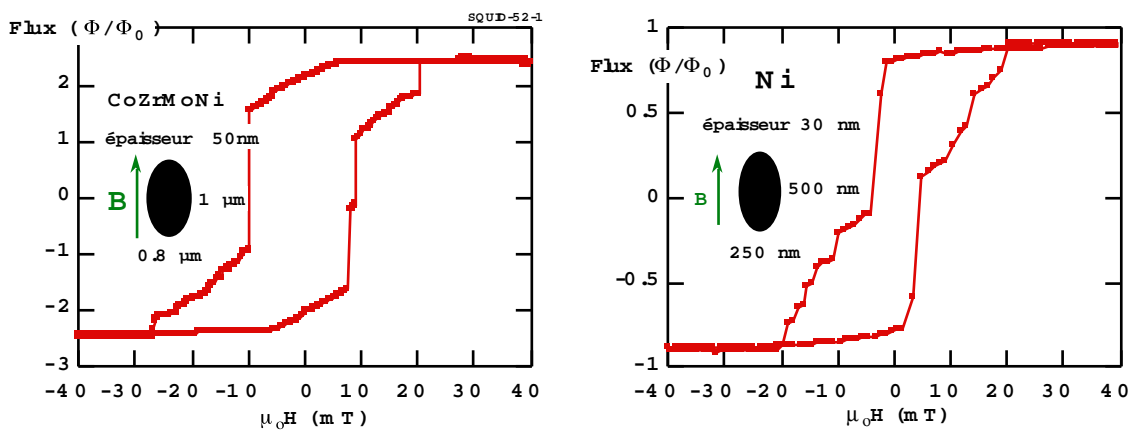 SQUID-52-1
Flux (Φ/Φ0)
2
1
0
−1
−2
−3
CoZrMoNi
épaisseur 50nm
B
1 µm
0.8 µm
−40 −30 −20 −10 0 10 20 30 40
µoH (mT)
1
Flux (Φ/Φ0)
0.5
0
−0.5
−1
Ni
épaisseur 30 nm
B
500 nm
250 nm
−40 −30 −20 −10 0 10 20 30 40
µoH (mT)